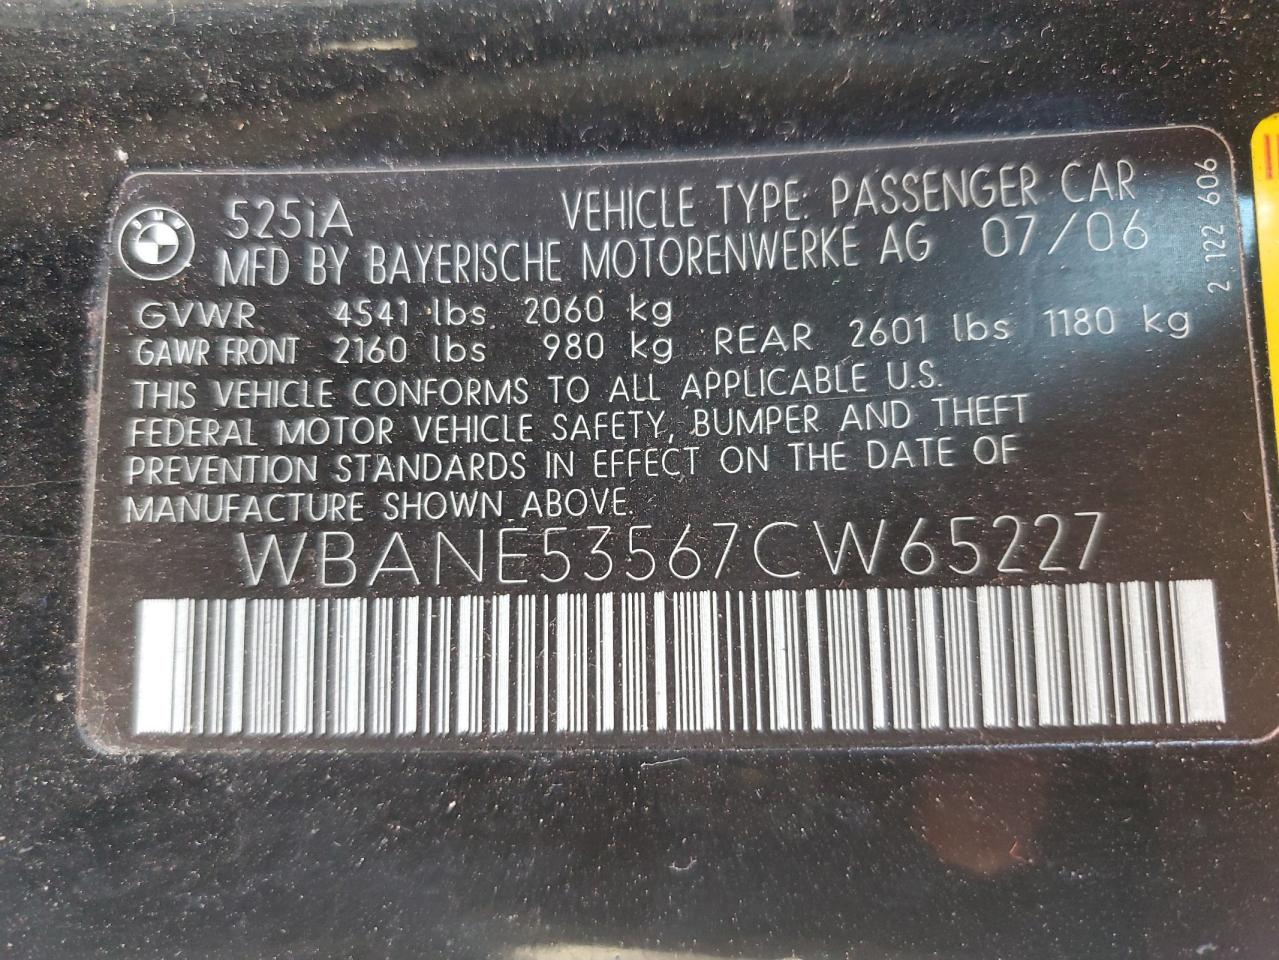 525iA VEHICLE TYPE: PASSENGER CAR
MFD BY BAYERISCHE MOTORENWERKE AG 07/06
GVWR 4541 lbs 2060 kg
GAWR FRONT 2160 lbs 980 kg REAR 2601 lbs 1180 kg
THIS VEHICLE CONFORMS TO ALL APPLICABLE U.S.
FEDERAL MOTOR VEHICLE SAFETY, BUMPER AND THEFT
PREVENTION STANDARDS IN EFFECT ON THE DATE OF
MANUFACTURE SHOWN ABOVE.
WBANE53567CW65227
2 122 606